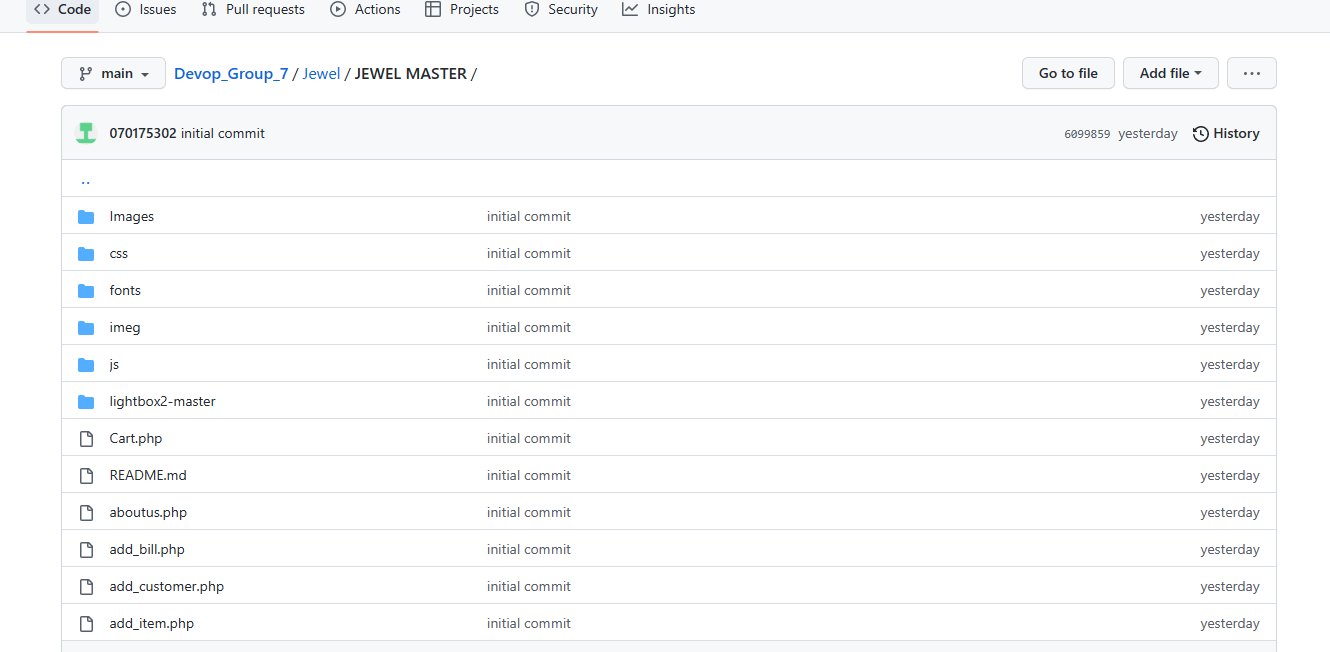 <> Code Issues Pull requests Actions Projects Security Insights
main Devop_Group_7 / Jewel / JEWEL MASTER / Go to file Add file ...
070175302 initial commit 6099859 yesterday History
..
Images initial commit yesterday
css initial commit yesterday
fonts initial commit yesterday
imeg initial commit yesterday
js initial commit yesterday
lightbox2-master initial commit yesterday
Cart.php initial commit yesterday
README.md initial commit yesterday
aboutus.php initial commit yesterday
add_bill.php initial commit yesterday
add_customer.php initial commit yesterday
add_item.php initial commit yesterday